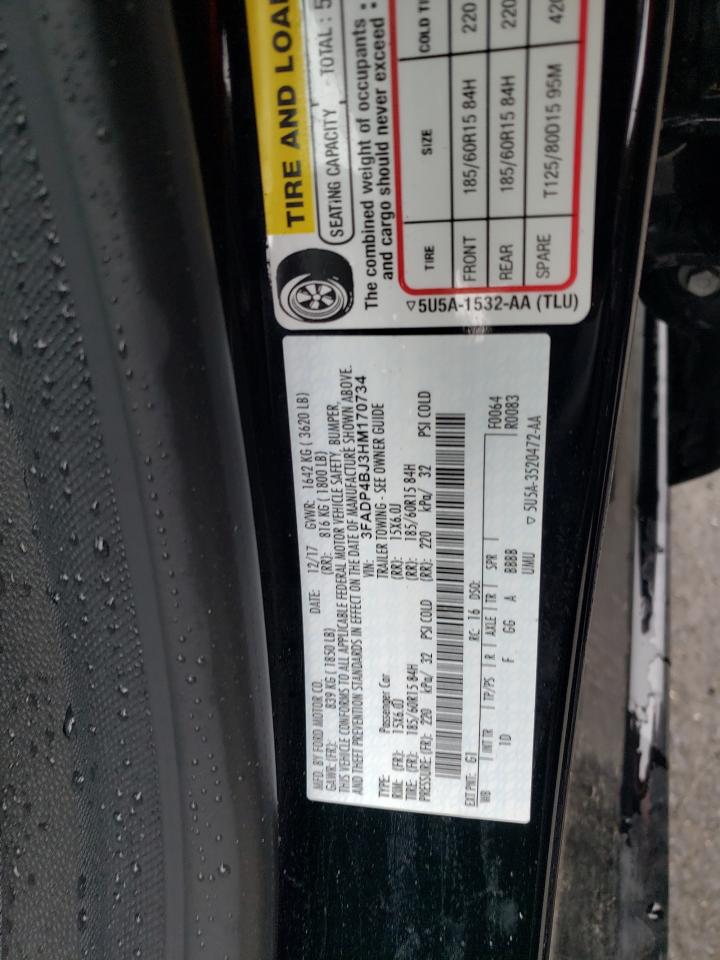 MFD. BY FORD MOTOR CO.
DATE: 12/17 GVWR: 1642 KG ( 3620 LB)
GAWR: (FR): 839 KG ( 1850 LB) (RR): 816 KG ( 1800 LB)
THIS VEHICLE CONFORMS TO ALL APPLICABLE FEDERAL MOTOR VEHICLE SAFETY, BUMPER,
AND THEFT PREVENTION STANDARDS IN EFFECT ON THE DATE OF MANUFACTURE SHOWN ABOVE.
VIN: 3FADP4BJ3HM170734
TYPE: Passenger Car TRAILER TOWING - SEE OWNER GUIDE
RIM: (FR): 15X6.0J (RR): 15X6.0J
TIRE: (FR): 185/60R15 84H (RR): 185/60R15 84H
PRESSURE:(FR): 220 kPa/ 32 PSI COLD (RR): 220 kPa/ 32 PSI COLD
EXT PNT: G1 RC: 16 DSO:
WB INT TR TP/PS R AXLE TR SPR F0064
1D F GG A BBBB R0083
UIMU ▽5U5A-3520472-AA
TIRE AND LOA
SEATING CAPACITY TOTAL : 5
The combined weight of occupants
and cargo should never exceed :
TIRE SIZE COLD TI
FRONT 185/60R15 84H 220
REAR 185/60R15 84H 220
SPARE T125/80D15 95M 420
▽5U5A-1532-AA (TLU)